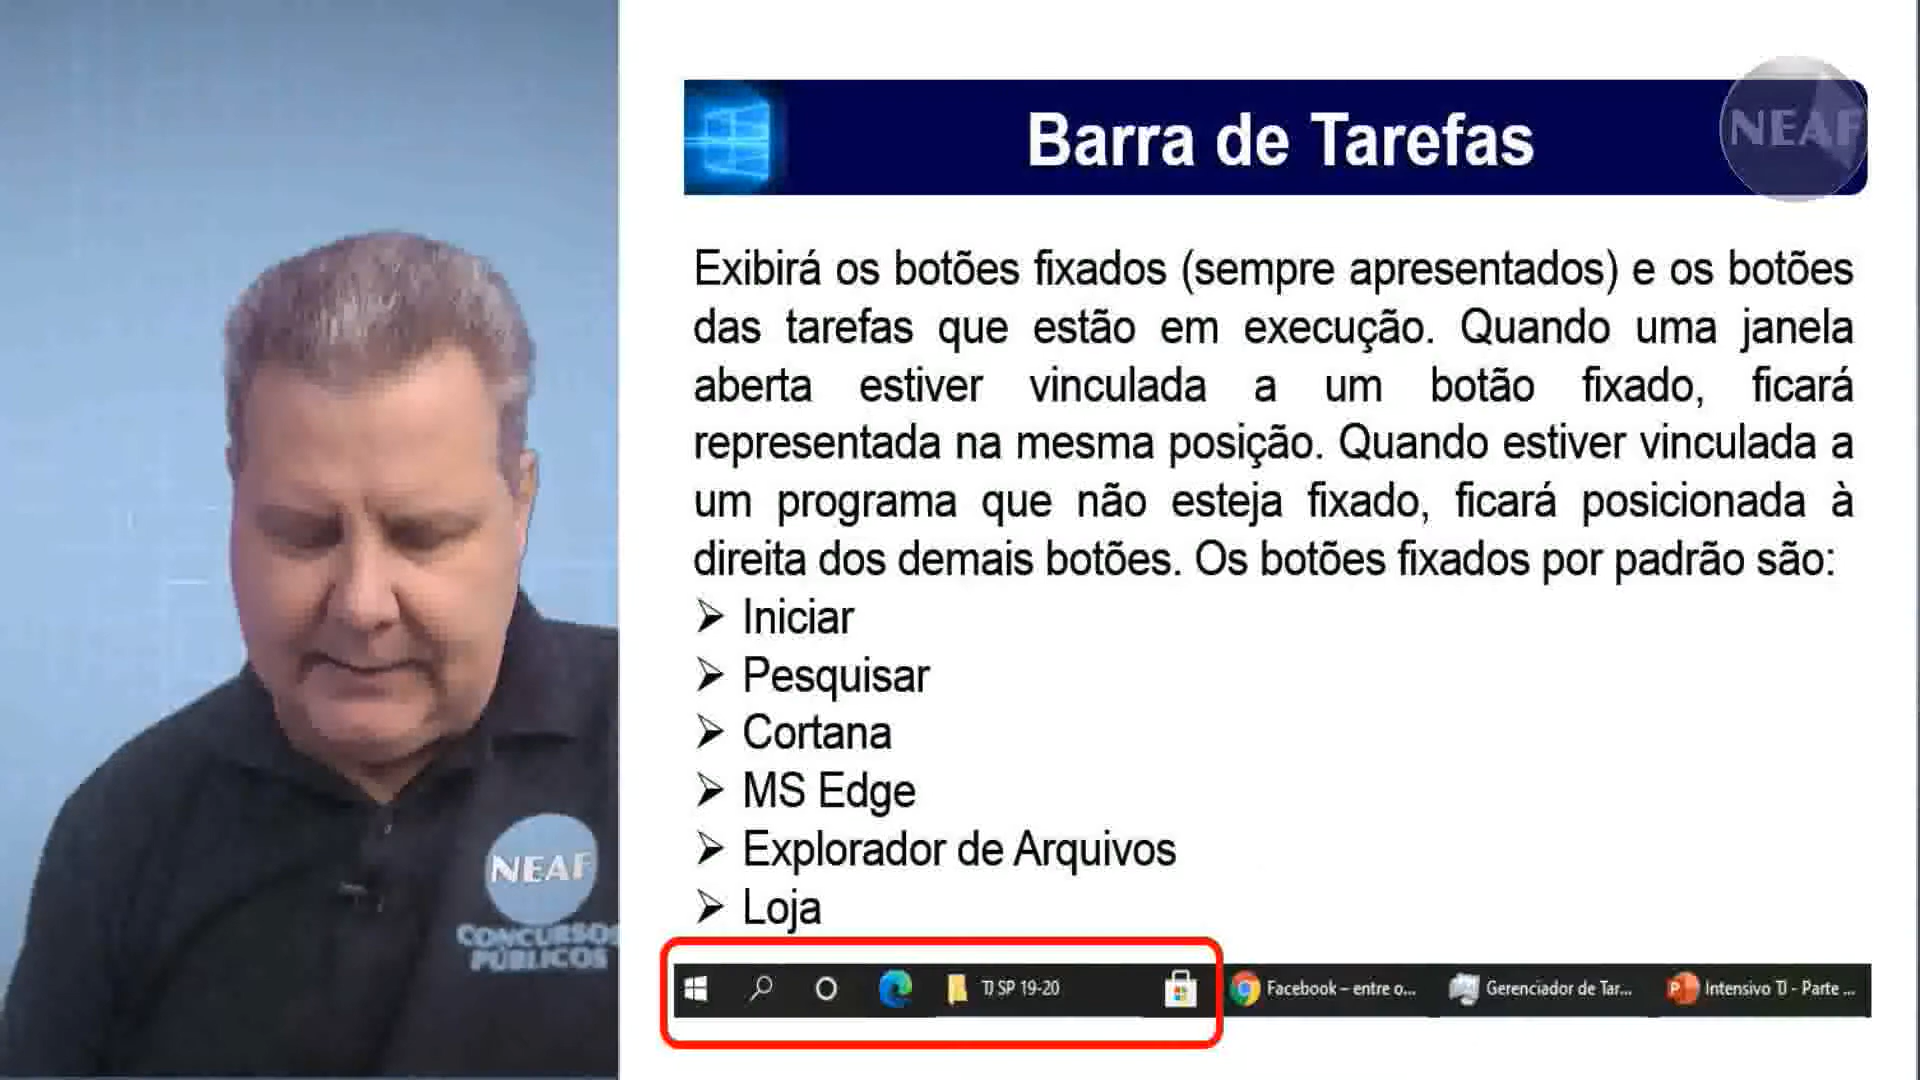 Barra de Tarefas
NEAF
Exibirá os botões fixados (sempre apresentados) e os botões
das tarefas que estão em execução. Quando uma janela
aberta estiver vinculada a um botão fixado, ficará
representada na mesma posição. Quando estiver vinculada a
um programa que não esteja fixado, ficará posicionada à
direita dos demais botões. Os botões fixados por padrão são:
Iniciar
Pesquisar
Cortana
MS Edge
Explorador de Arquivos
Loja
TJ SP 19-20
Facebook – entre o...
Gerenciador de Tar...
Intensivo TJ - Parte ...
NEAF
CONCURSOS
PÚBLICOS